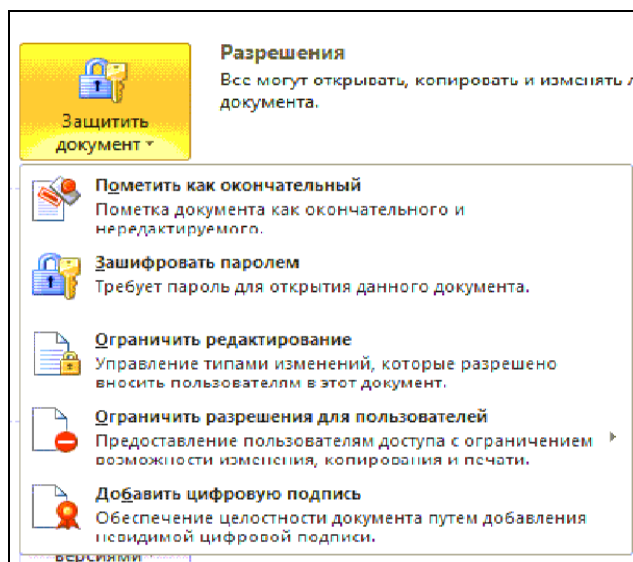 Разрешения
Все могут открывать, копировать и изменять л
документа.
Защитить
документ
Пометить как окончательный
Пометка документа как окончательного и
нередактируемого.
Зашифровать паролем
Требует пароль для открытия данного документа.
Ограничить редактирование
Управление типами изменений, которые разрешено
вносить пользователям в этот документ.
Ограничить разрешения для пользователей
Предоставление пользователям доступа с ограничением
возможности изменения, копирования и печати.
Добавить цифровую подпись
Обеспечение целостности документа путем добавления
невидимой цифровой подписи.
версиями